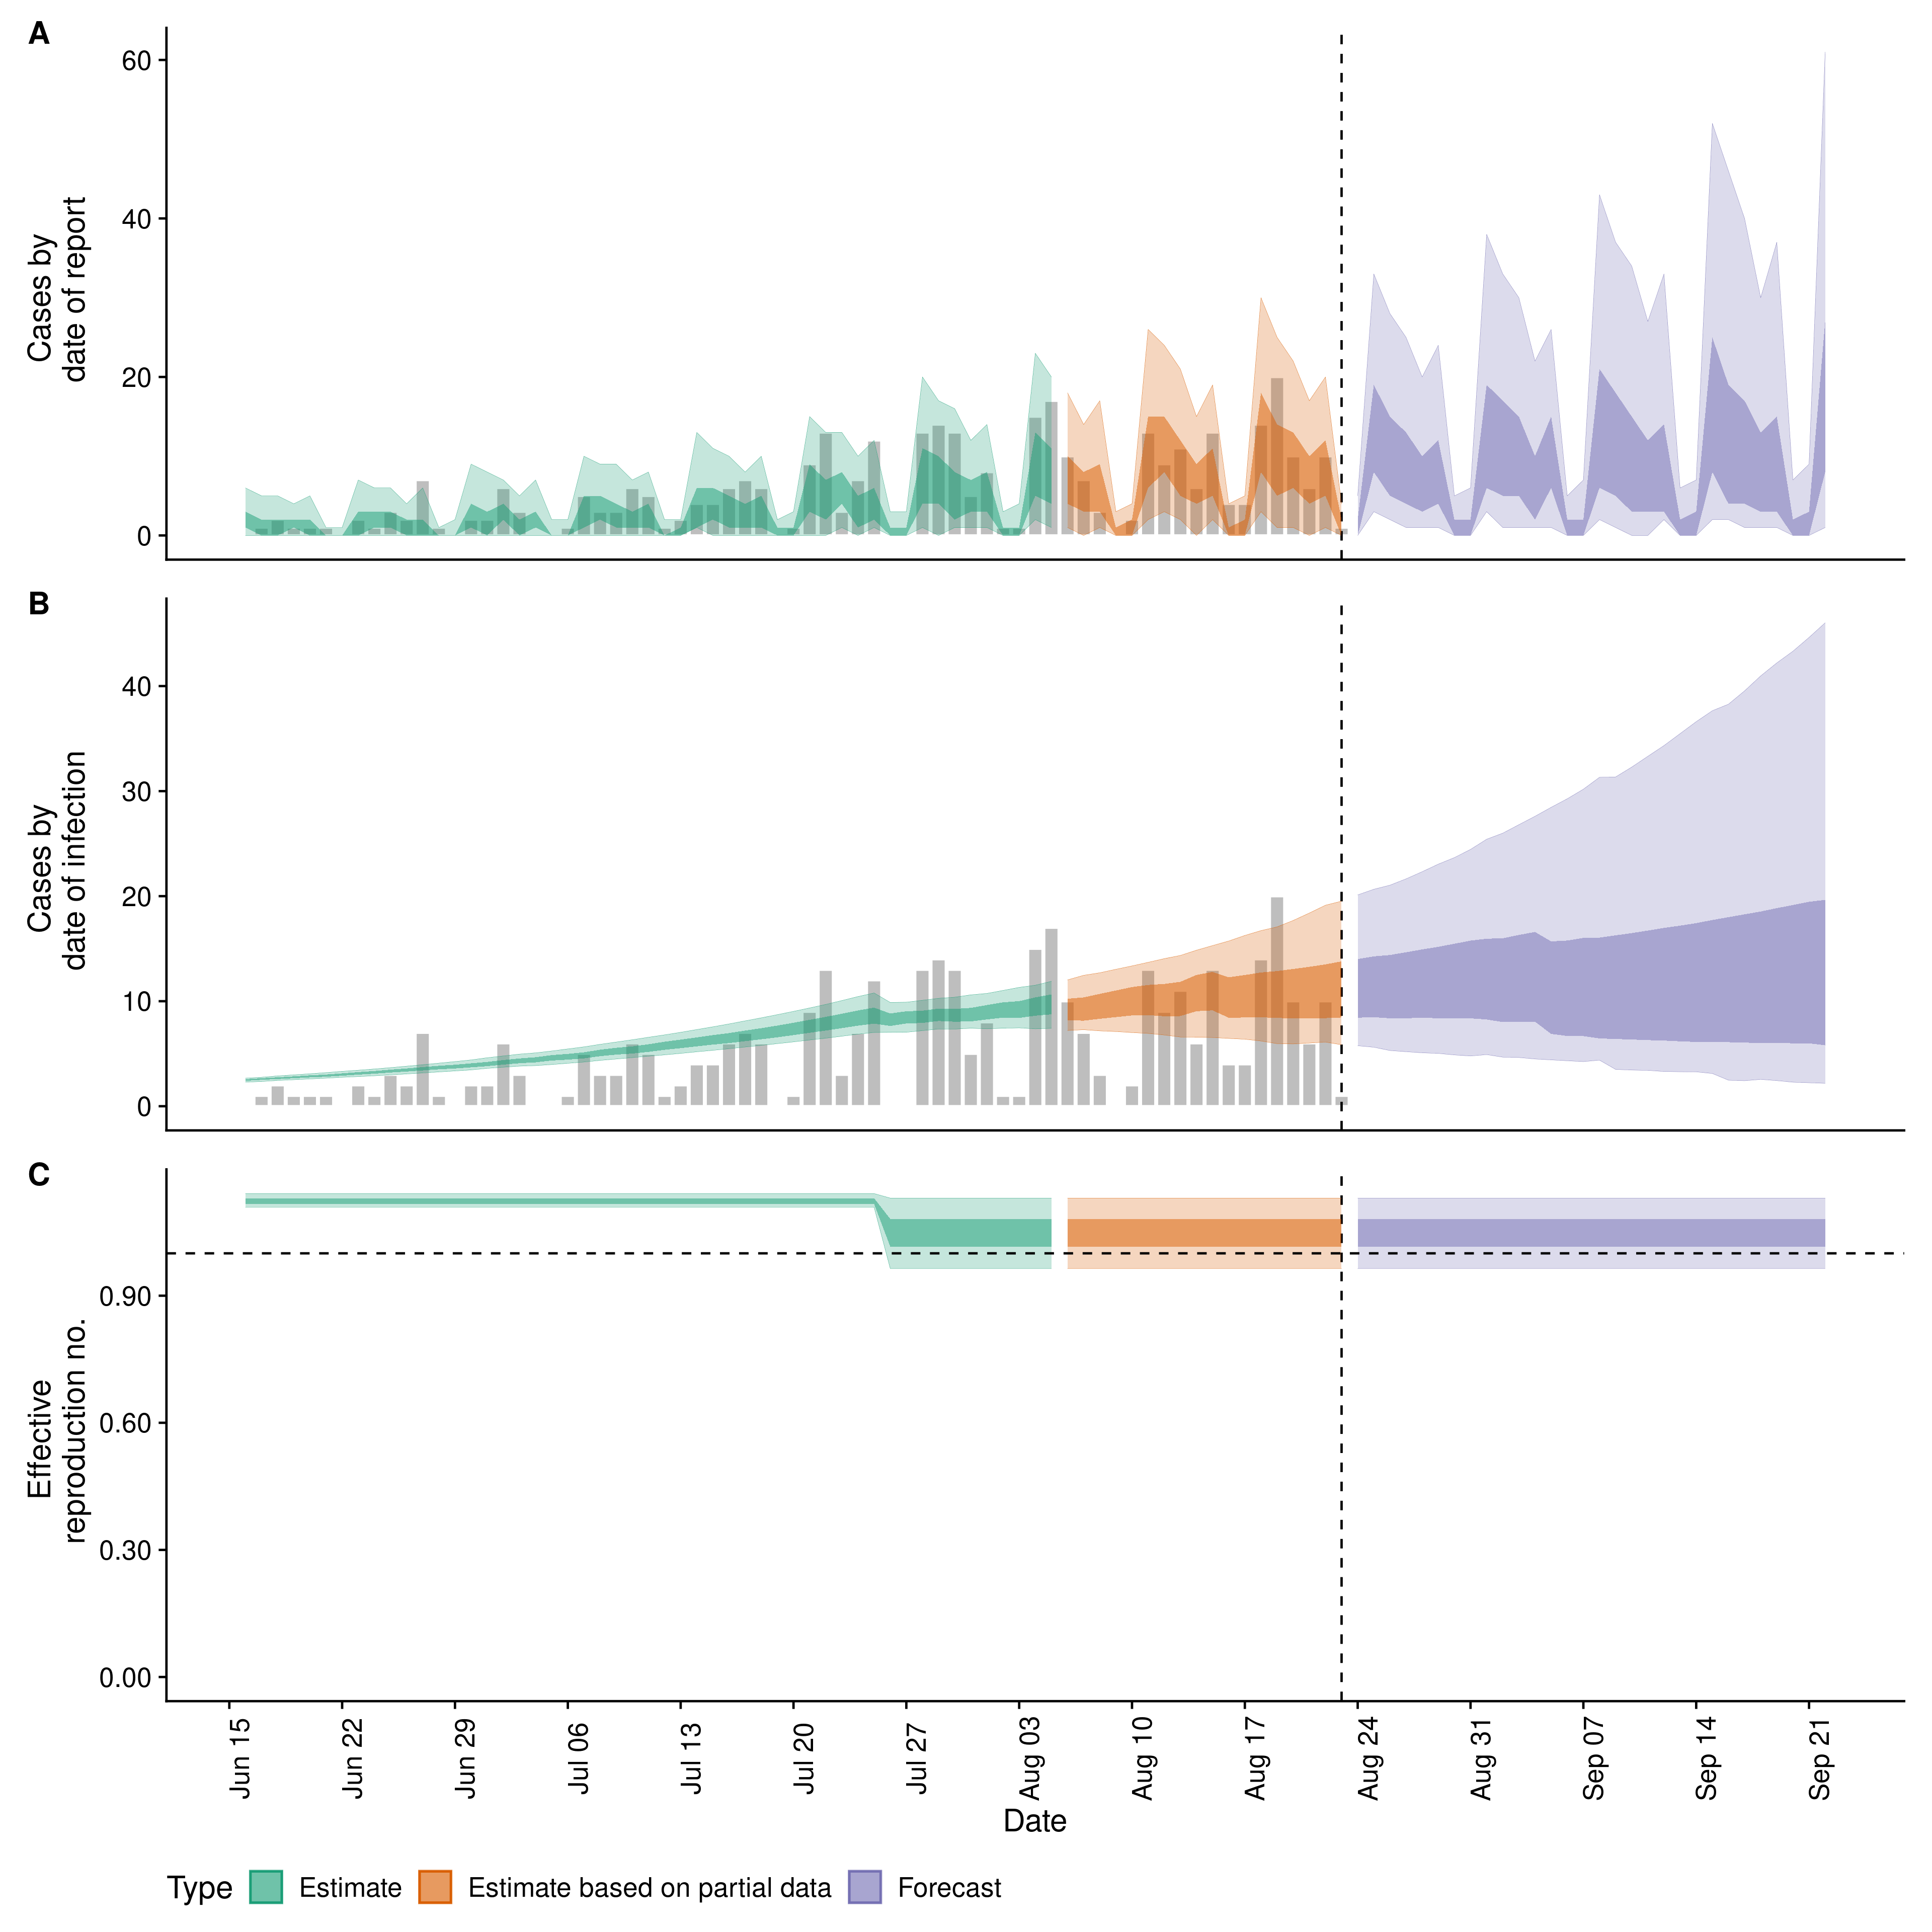 A
Cases by
date of report
60
40
20
0
B
Cases by
date of infection
40
30
20
10
0
C
Effective
reproduction no.
0.90
0.60
0.30
0.00
Jun 15
Jun 22
Jun 29
Jul 06
Jul 13
Jul 20
Jul 27
Aug 03
Aug 10
Aug 17
Aug 24
Aug 31
Sep 07
Sep 14
Sep 21
Date
Type
Estimate
Estimate based on partial data
Forecast